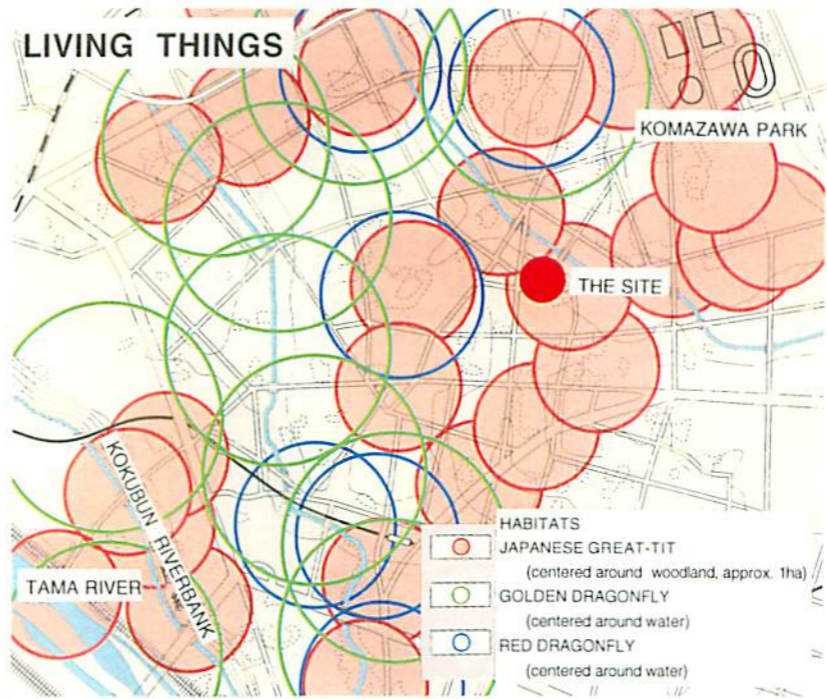 LIVING THINGS
KOMAZAWA PARK
THE SITE
KOKUBUN RIVERBANK
TAMA RIVER
HABITATS
JAPANESE GREAT-TIT
(centered around woodland, approx. 1ha)
GOLDEN DRAGONFLY
(centered around water)
RED DRAGONFLY
(centered around water)